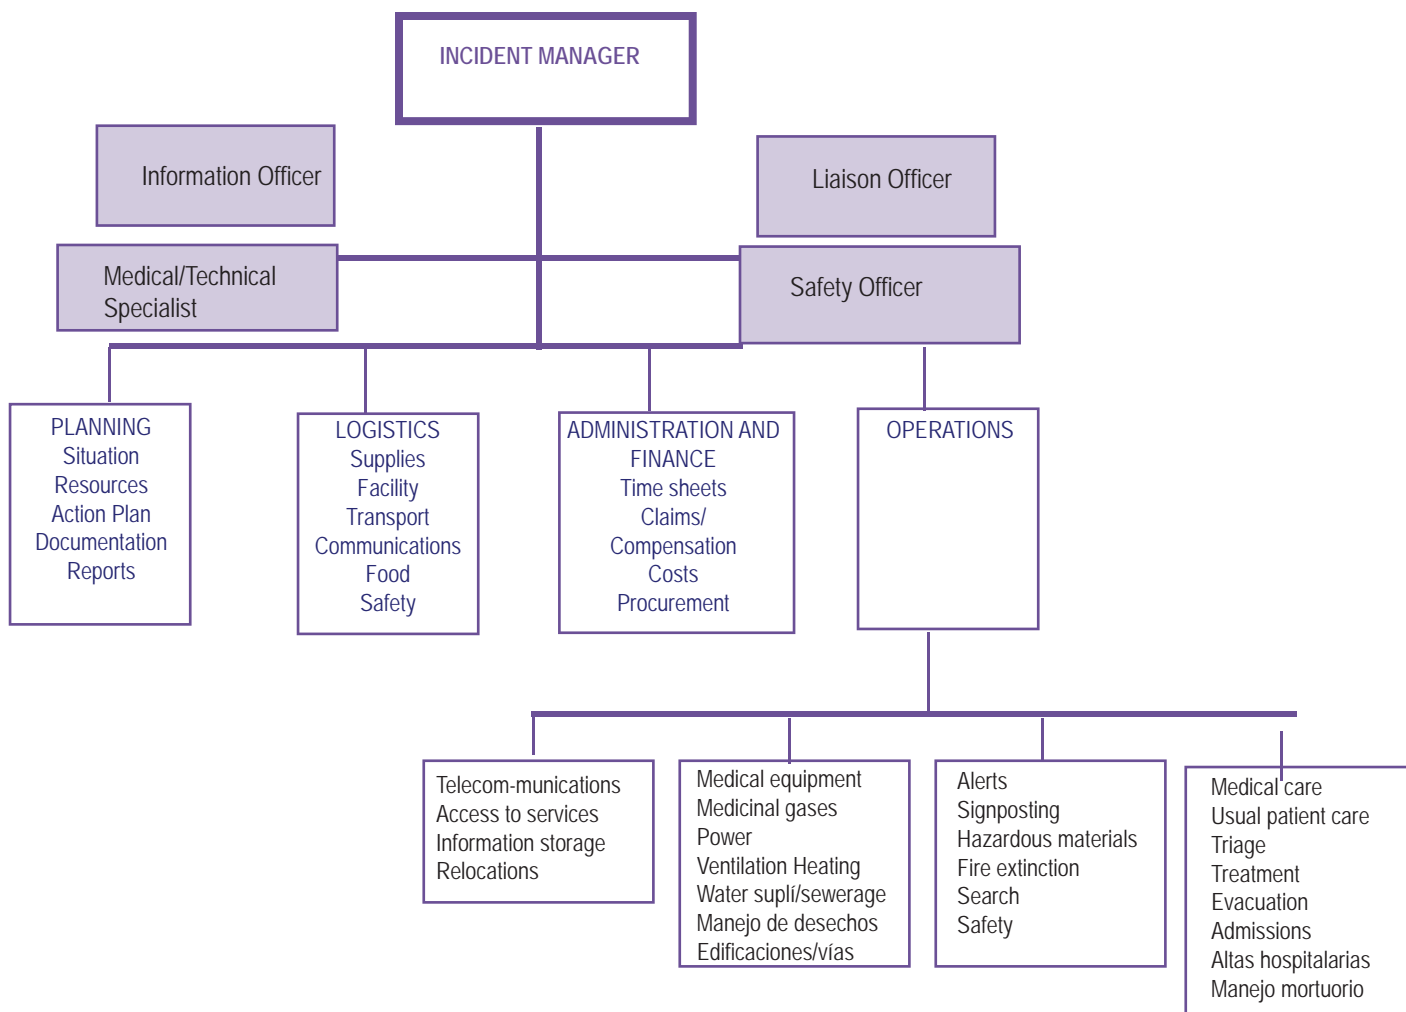 INCIDENT MANAGER
Information Officer
Liaison Officer
Medical/Technical
Specialist
Safety Officer
PLANNING
Situation
Resources
Action Plan
Documentation
Reports
LOGISTICS
Supplies
Facility
Transport
Communications
Food
Safety
ADMINISTRATION AND
FINANCE
Time sheets
Claims/
Compensation
Costs
Procurement
OPERATIONS
Telecom-munications
Access to services
Information storage
Relocations
Medical equipment
Medicinal gases
Power
Ventilation Heating
Water suplí/sewerage
Manejo de desechos
Edificaciones/vías
Alerts
Signposting
Hazardous materials
Fire extinction
Search
Safety
Medical care
Usual patient care
Triage
Treatment
Evacuation
Admissions
Altas hospitalarias
Manejo mortuorio